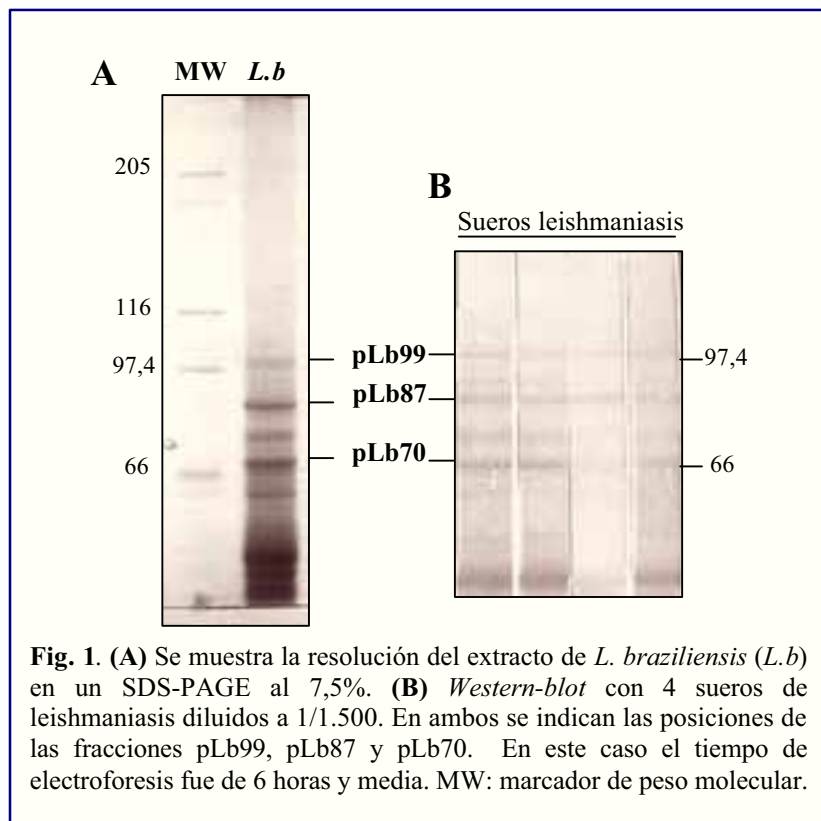 A
MW L.b
205
116
97,4
66
B
Sueros leishmaniasis
pLb99
pLb87
pLb70
97,4
66
Fig. 1. (A) Se muestra la resolución del extracto de L. braziliensis (L.b)
en un SDS-PAGE al 7,5%. (B) Western-blot con 4 sueros de
leishmaniasis diluidos a 1/1.500. En ambos se indican las posiciones de
las fracciones pLb99, pLb87 y pLb70. En este caso el tiempo de
electroforesis fue de 6 horas y media. MW: marcador de peso molecular.